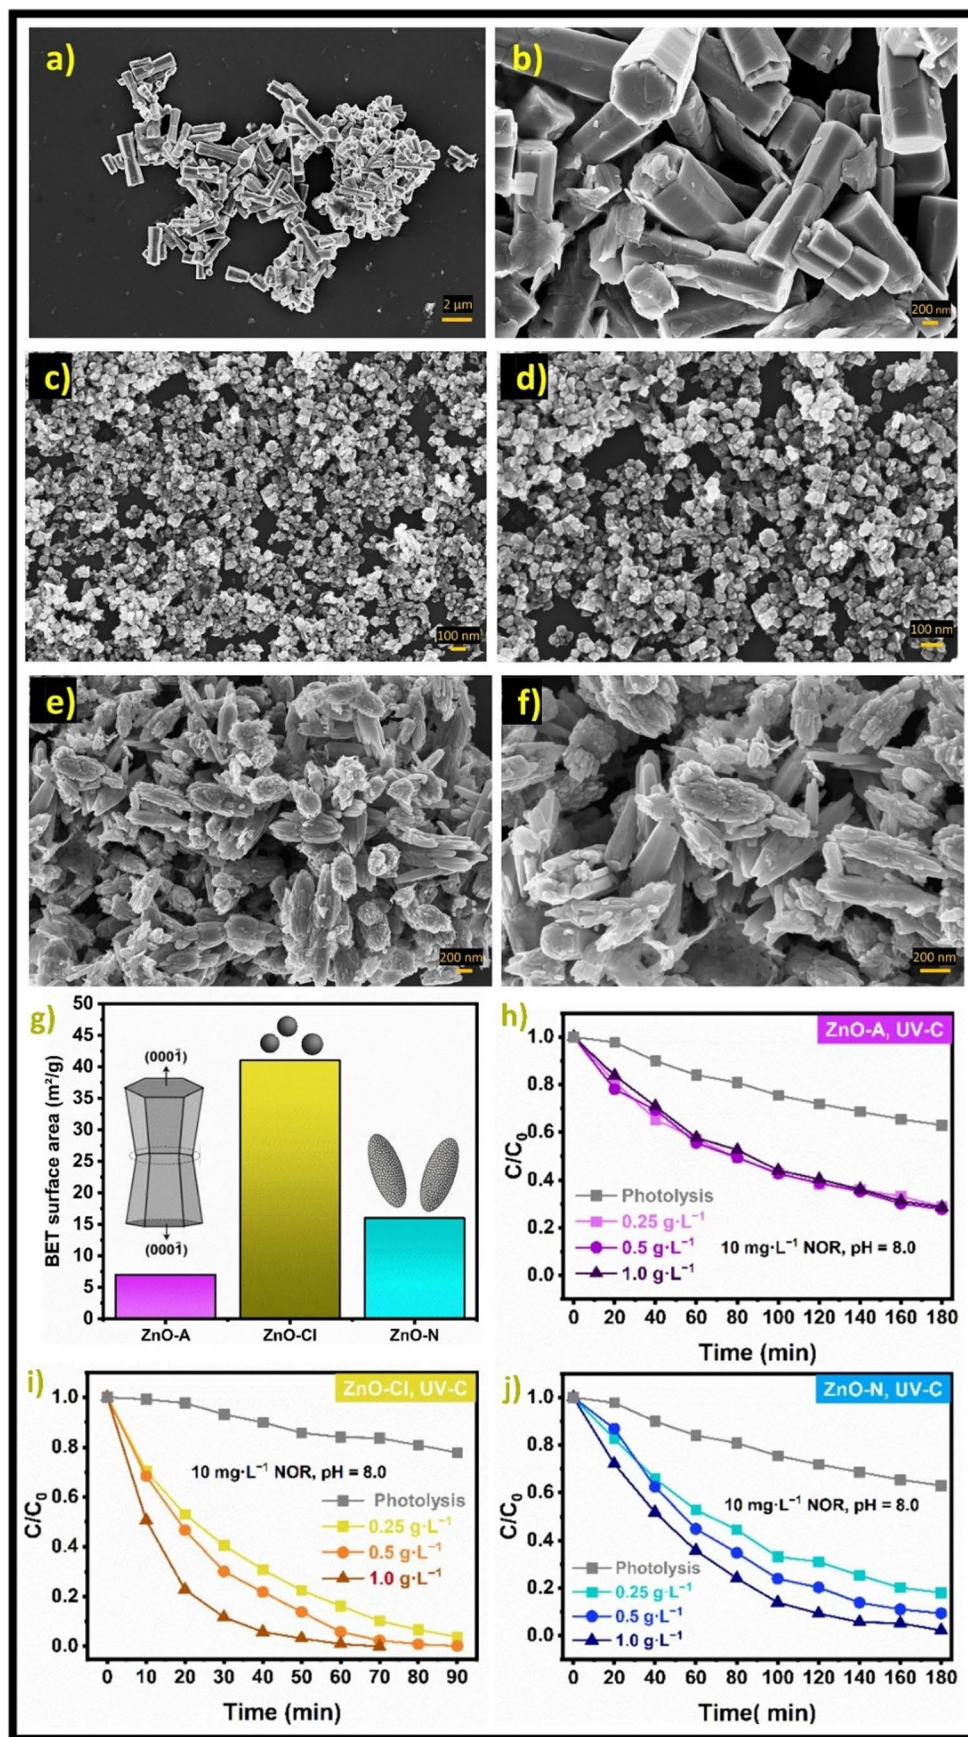 a)
2 μm
b)
200 nm
c)
100 nm
d)
100 nm
e)
200 nm
f)
200 nm
g)
BET surface area (m²/g)
50
45
40
35
30
25
20
15
10
5
0
(000ī)
(000ī)
ZnO-A
ZnO-Cl
ZnO-N
h)
ZnO-A, UV-C
C/C₀
1.0
0.8
0.6
0.4
0.2
0.0
Photolysis
0.25 g·L⁻¹
0.5 g·L⁻¹
1.0 g·L⁻¹
10 mg·L⁻¹ NOR, pH = 8.0
0 20 40 60 80 100 120 140 160 180
Time (min)
i)
ZnO-Cl, UV-C
C/C₀
1.0
0.8
0.6
0.4
0.2
0.0
10 mg·L⁻¹ NOR, pH = 8.0
Photolysis
0.25 g·L⁻¹
0.5 g·L⁻¹
1.0 g·L⁻¹
0 10 20 30 40 50 60 70 80 90
Time (min)
j)
ZnO-N, UV-C
C/C₀
1.0
0.8
0.6
0.4
0.2
0.0
10 mg·L⁻¹ NOR, pH = 8.0
Photolysis
0.25 g·L⁻¹
0.5 g·L⁻¹
1.0 g·L⁻¹
0 20 40 60 80 100 120 140 160 180
Time( min)